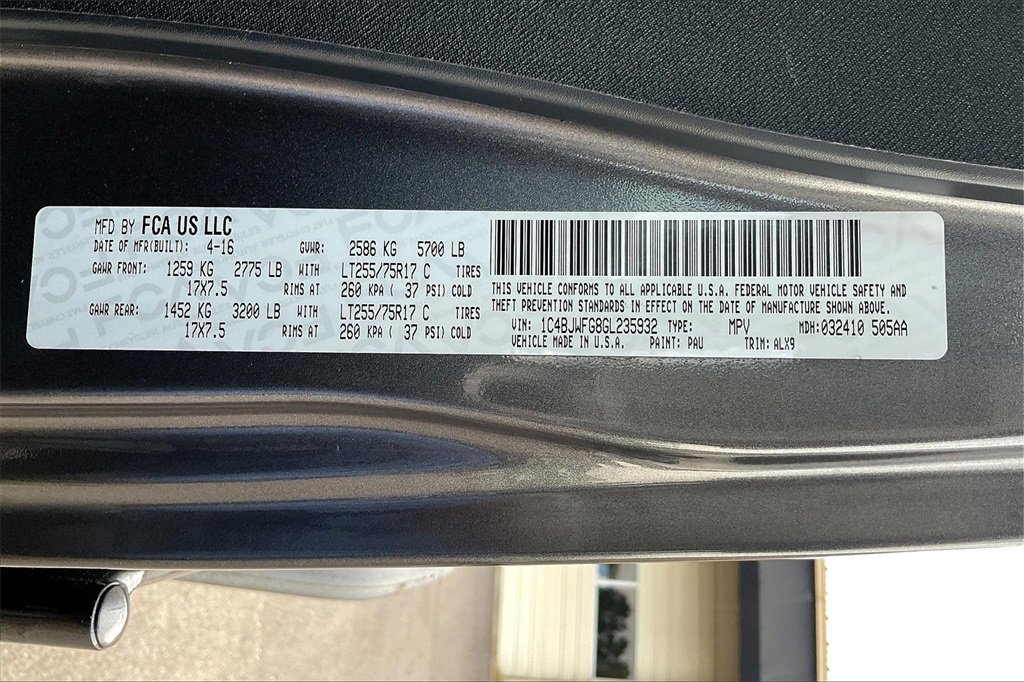 MFD BY FCA US LLC
DATE OF MFR(BUILT): 4-16 GVWR: 2586 KG 5700 LB
GAWR FRONT: 1259 KG 2775 LB WITH LT255/75R17 C TIRES
17X7.5 RIMS AT 260 KPA ( 37 PSI) COLD
GAWR REAR: 1452 KG 3200 LB WITH LT255/75R17 C TIRES
17X7.5 RIMS AT 260 KPA ( 37 PSI) COLD
THIS VEHICLE CONFORMS TO ALL APPLICABLE U.S.A. FEDERAL MOTOR VEHICLE SAFETY AND
THEFT PREVENTION STANDARDS IN EFFECT ON THE DATE OF MANUFACTURE SHOWN ABOVE.
VIN: 1C4BJWFG8GL235932 TYPE: MPV MDH:032410 505AA
VEHICLE MADE IN U.S.A. PAINT: PAU TRIM:ALX9